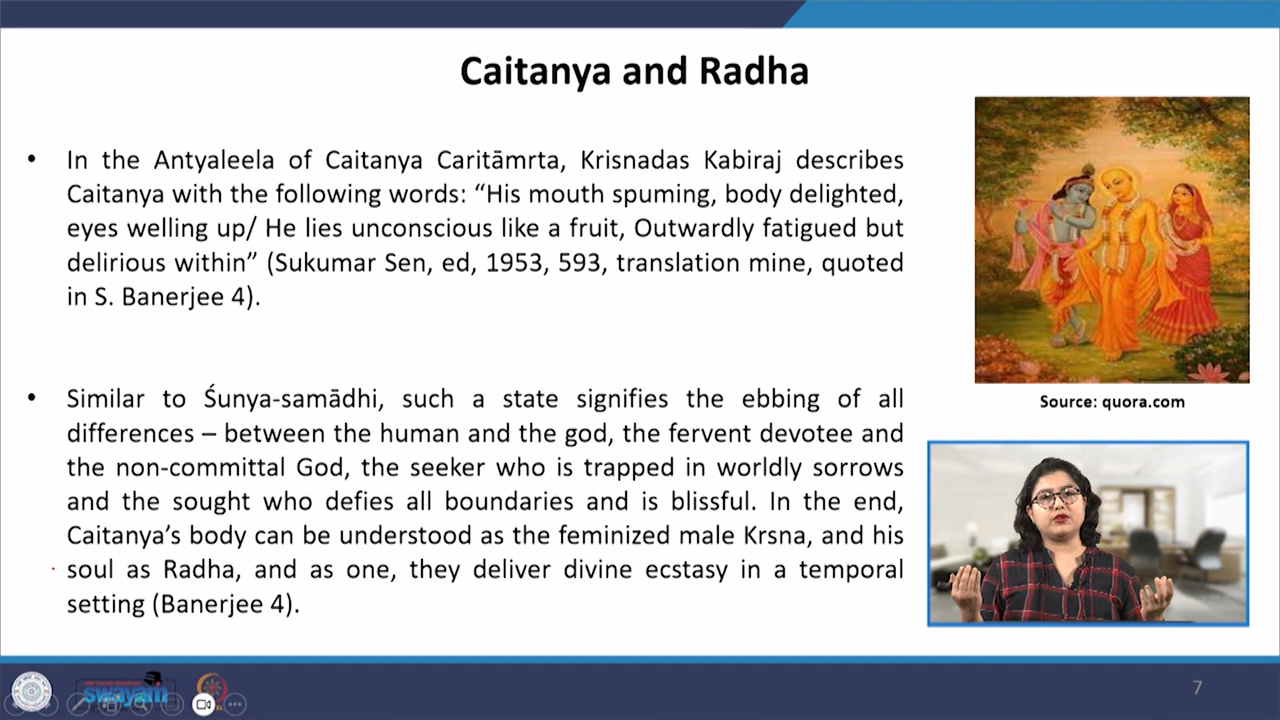 Caitanya and Radha
• In the Antyaleela of Caitanya Caritāmrta, Krisnadas Kabiraj describes
Caitanya with the following words: “His mouth spuming, body delighted,
eyes welling up/ He lies unconscious like a fruit, Outwardly fatigued but
delirious within” (Sukumar Sen, ed, 1953, 593, translation mine, quoted
in S. Banerjee 4).
• Similar to Śunya-samādhi, such a state signifies the ebbing of all
differences – between the human and the god, the fervent devotee and
the non-committal God, the seeker who is trapped in worldly sorrows
and the sought who defies all boundaries and is blissful. In the end,
Caitanya’s body can be understood as the feminized male Krsna, and his
soul as Radha, and as one, they deliver divine ecstasy in a temporal
setting (Banerjee 4).
Source: quora.com
swayam
7